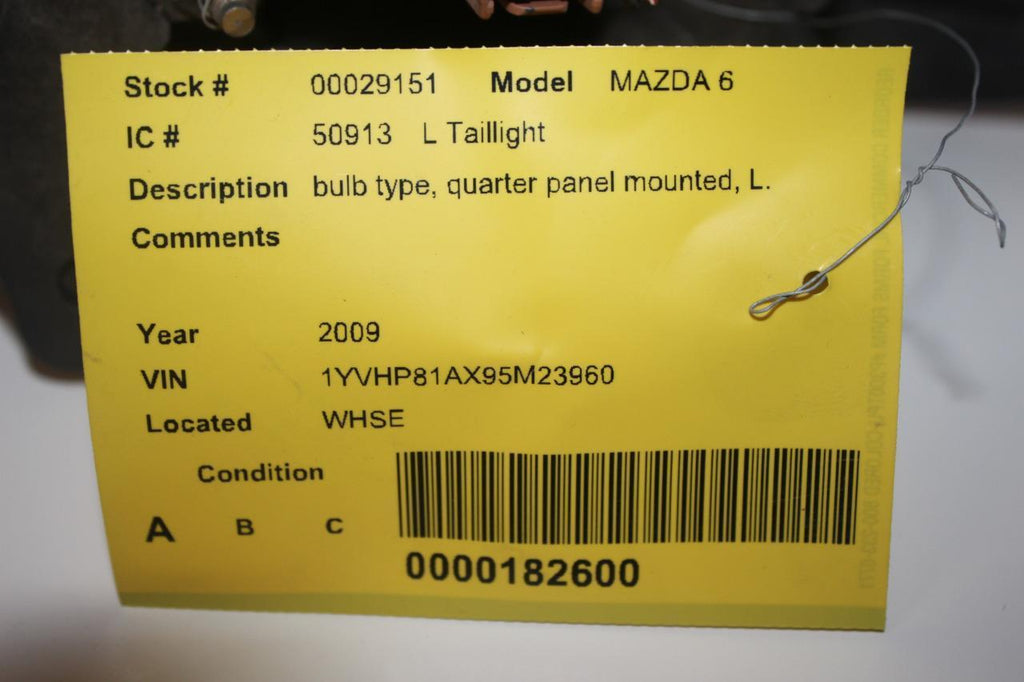 Stock # 00029151 Model MAZDA 6
IC # 50913 L Taillight
Description bulb type, quarter panel mounted, L.
Comments
Year 2009
VIN 1YVHP81AX95M23960
Located WHSE
Condition
A B C
0000182600